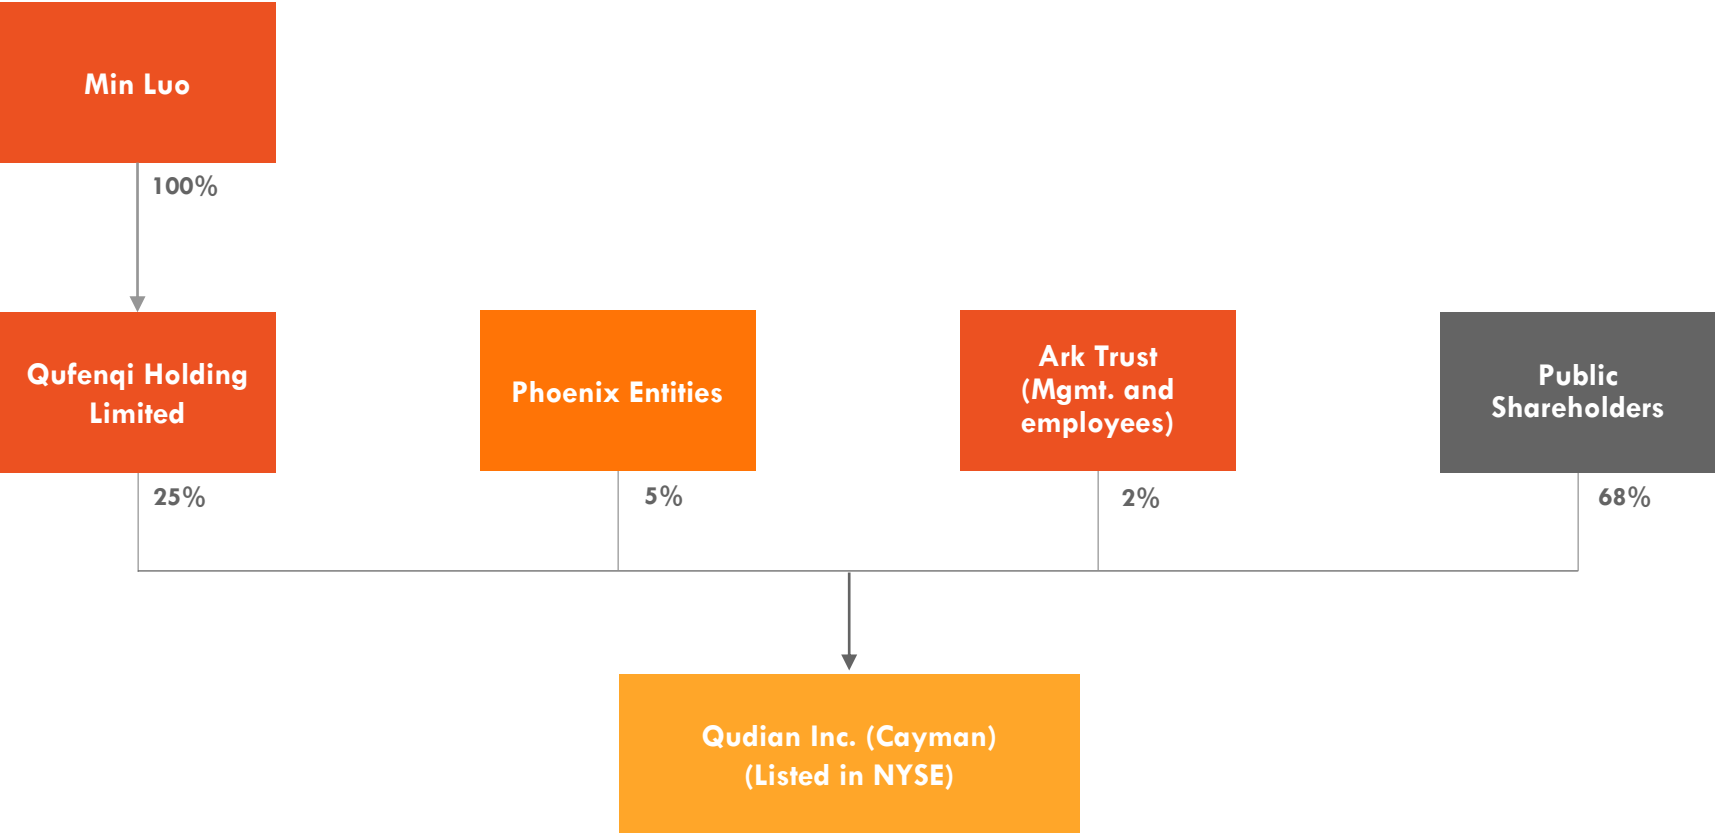 Min Luo
100%
Qufenqi Holding
Limited
Phoenix Entities
Ark Trust
(Mgmt. and
employees)
Public
Shareholders
25%
5%
2%
68%
Qudian Inc. (Cayman)
(Listed in NYSE)